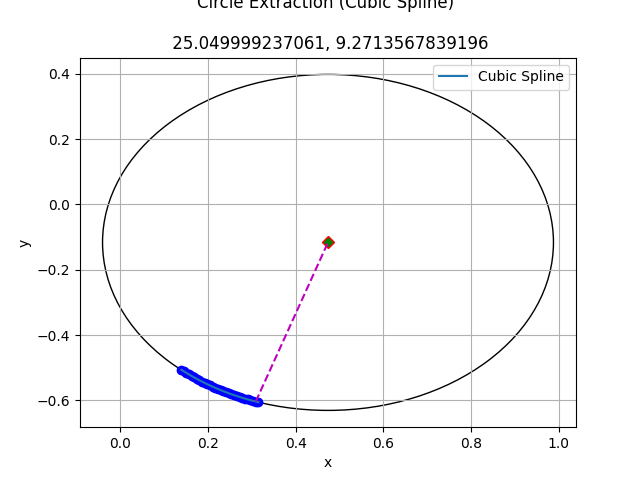 Circle Extraction (Cubic Spline)
25.049999237061, 9.2713567839196
Cubic Spline
0.4
0.2
0.0
−0.2
−0.4
−0.6
y
0.0 0.2 0.4 0.6 0.8 1.0
x